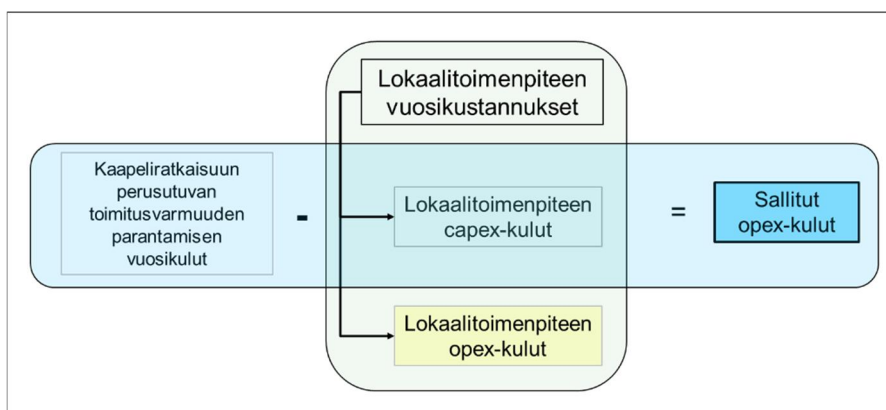 Lokaalitoimenpiteen
vuosikustannukset
Kaapeliratkaisuun
perusutuvan
toimitusvarmuuden
parantamisen
vuosikulut
-
Lokaalitoimenpiteen
capex-kulut
=
Sallitut
opex-kulut
Lokaalitoimenpiteen
opex-kulut